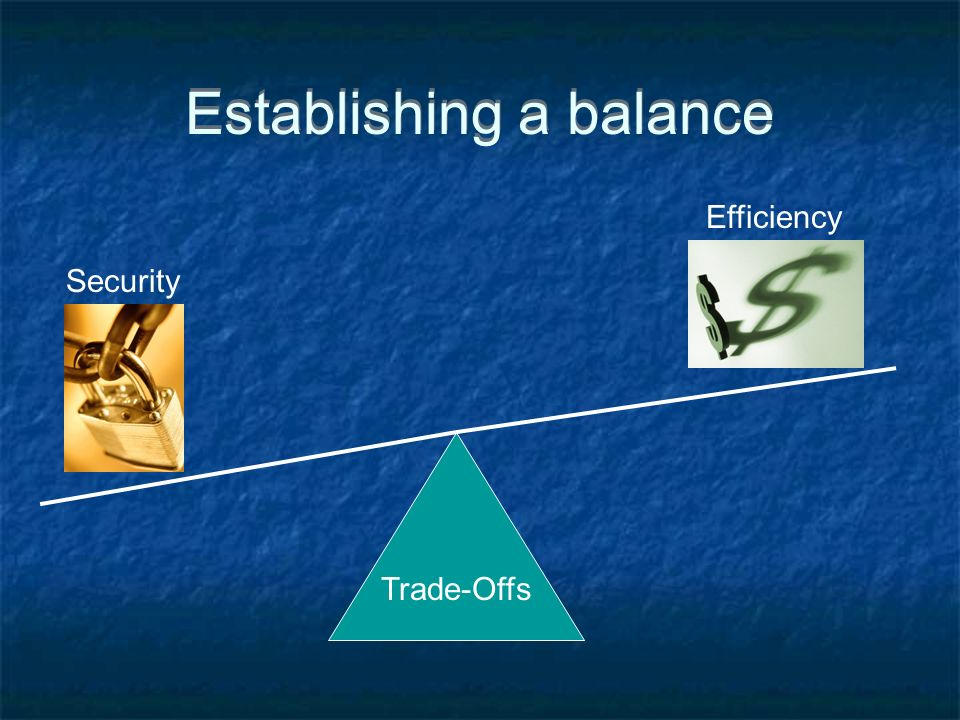 Establishing a balance
Efficiency
Security
Trade-Offs